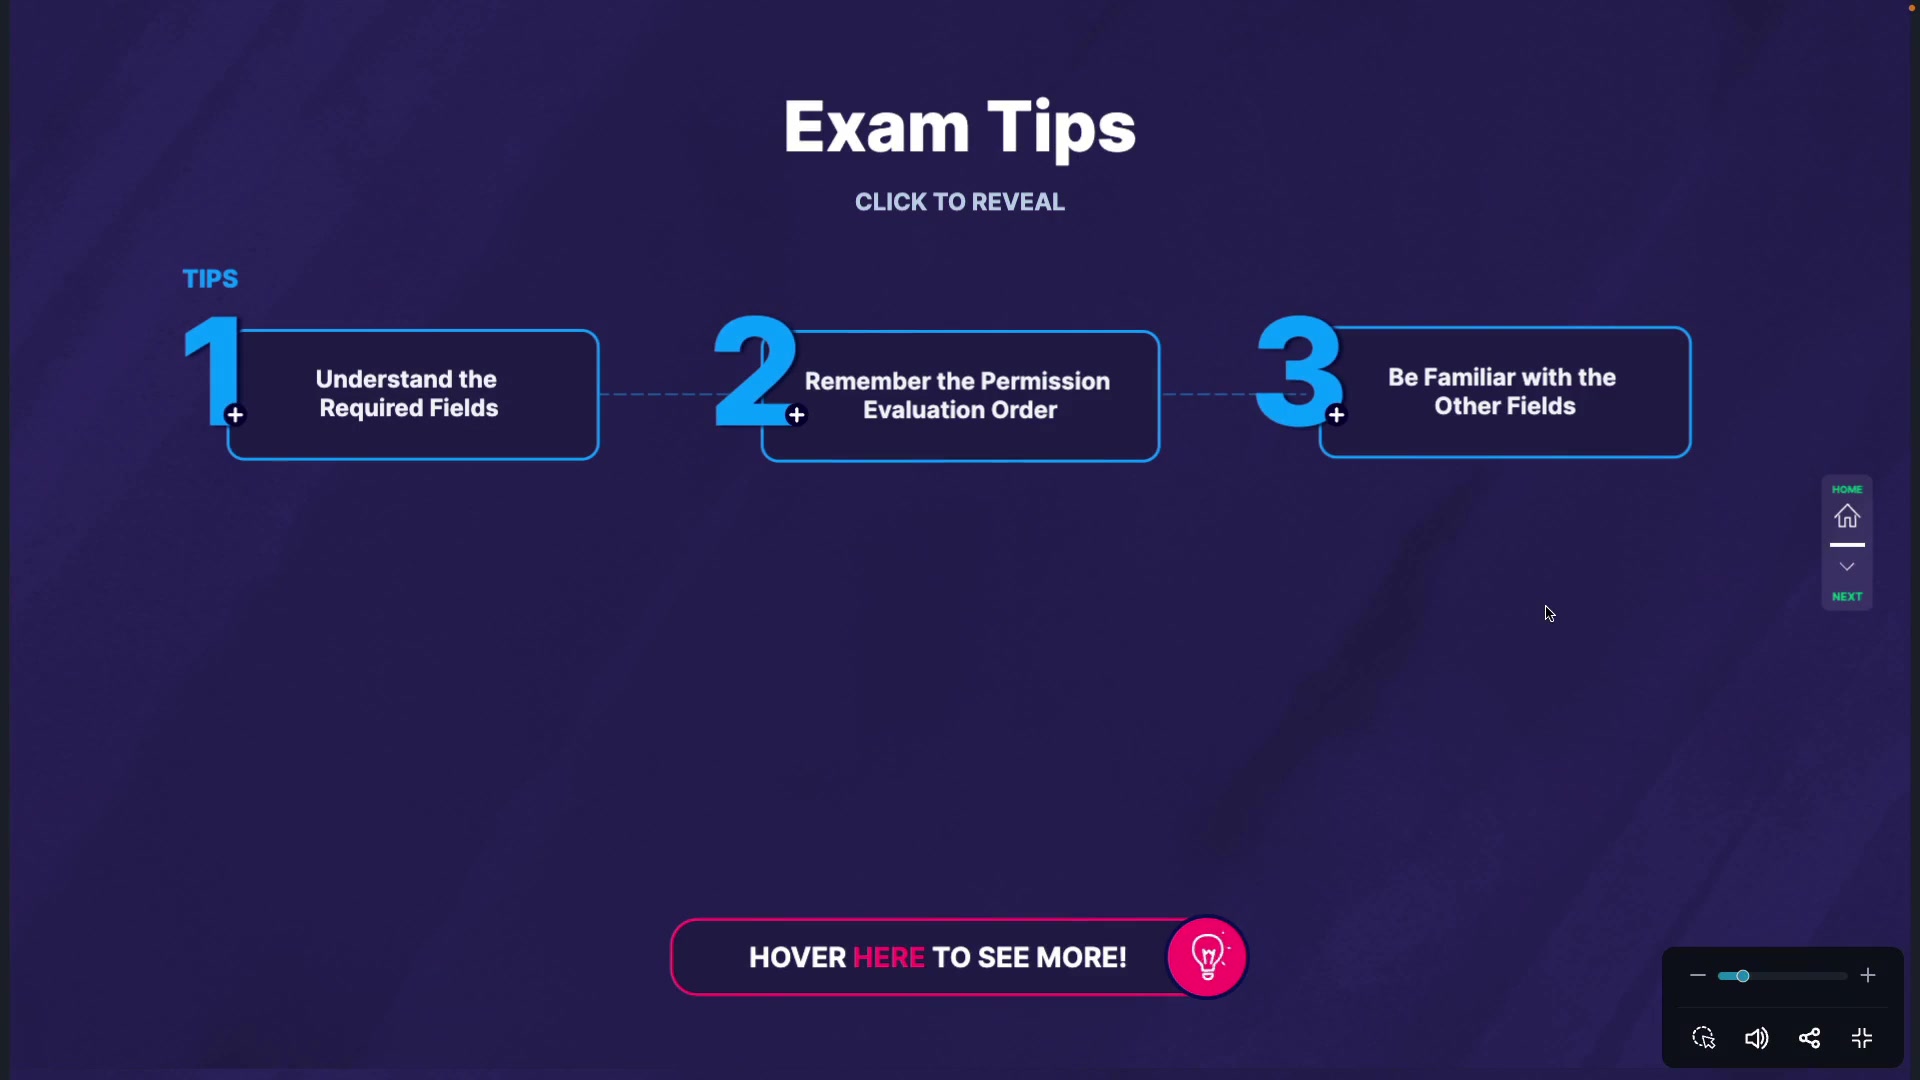 Exam Tips
CLICK TO REVEAL
TIPS
1
Understand the
Required Fields
2
Remember the Permission
Evaluation Order
3
Be Familiar with the
Other Fields
HOME
NEXT
HOVER HERE TO SEE MORE!